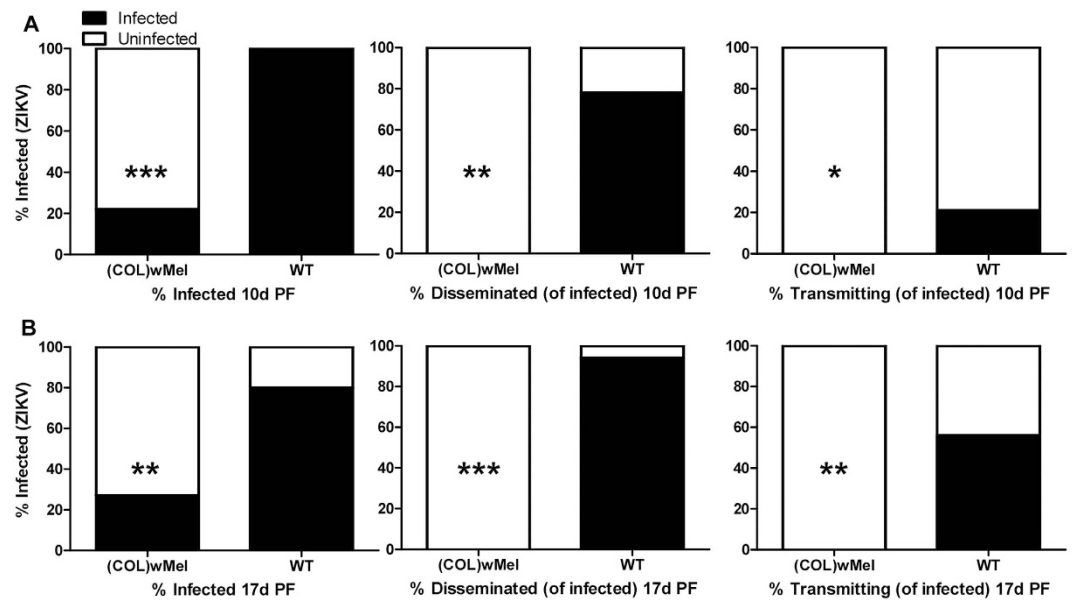 A
Infected
Uninfected
% Infected (ZIKV)
100
80
60
40
20
0
***
(COL)wMel
WT
% Infected 10d PF
100
80
60
40
20
0
**
(COL)wMel
WT
% Disseminated (of infected) 10d PF
100
80
60
40
20
0
*
(COL)wMel
WT
% Transmitting (of infected) 10d PF
B
% Infected (ZIKV)
100
80
60
40
20
0
**
(COL)wMel
WT
% Infected 17d PF
100
80
60
40
20
0
***
(COL)wMel
WT
% Disseminated (of infected) 17d PF
100
80
60
40
20
0
**
(COL)wMel
WT
% Transmitting (of infected) 17d PF